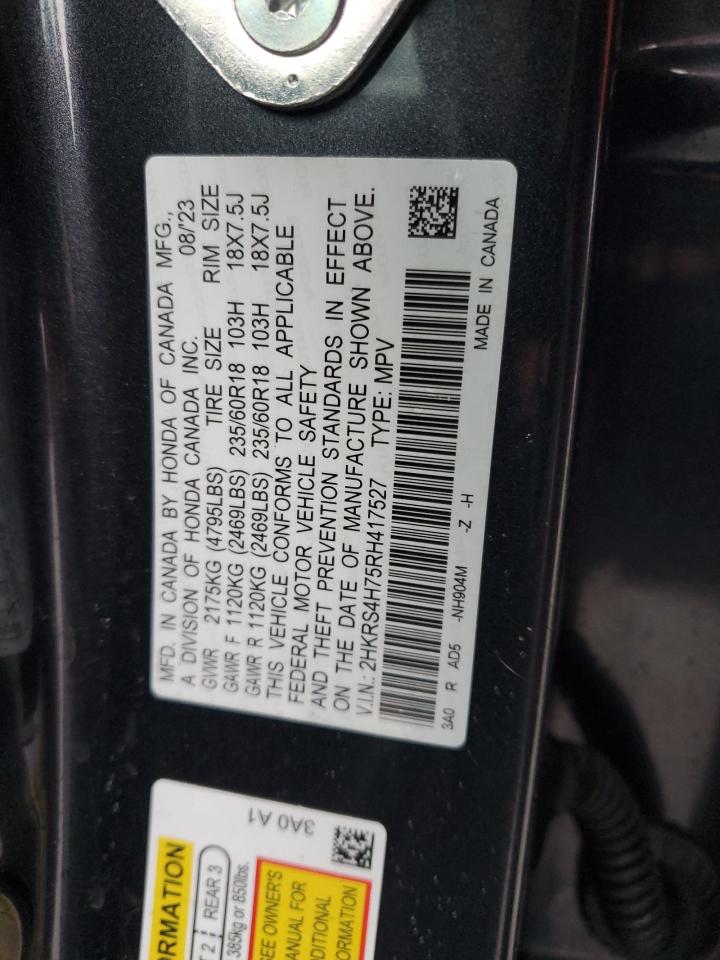 MFD. IN CANADA BY HONDA OF CANADA MFG.,
A DIVISION OF HONDA CANADA INC. 08/'23
GVWR 2175KG (4795LBS) TIRE SIZE RIM SIZE
GAWR F 1120KG (2469LBS) 235/60R18 103H 18X7.5J
GAWR R 1120KG (2469LBS) 235/60R18 103H 18X7.5J
THIS VEHICLE CONFORMS TO ALL APPLICABLE
FEDERAL MOTOR VEHICLE SAFETY
AND THEFT PREVENTION STANDARDS IN EFFECT
ON THE DATE OF MANUFACTURE SHOWN ABOVE.
V.I.N.: 2HKRS4H75RH417527 TYPE: MPV
3A0 R AD5 -NH904M -Z -H MADE IN CANADA
ORMATION
2 REAR 3
385kg or 850lbs.
SEE OWNER'S
ANUAL FOR
DITIONAL
ORMATION
3A0 A1